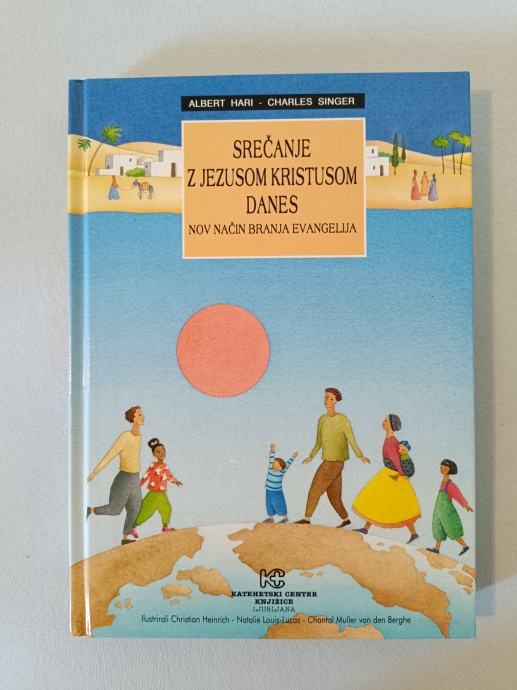 ALBERT HARI - CHARLES SINGER
SREČANJE
Z JEZUSOM KRISTUSOM
DANES
NOV NAČIN BRANJA EVANGELIJA
KC
KATEHETSKI CENTER
KNJIŽICE
LJUBLJANA
Ilustrirali Christian Heinrich - Natalie Louis-Lucas - Chantal Muller van den Berghe